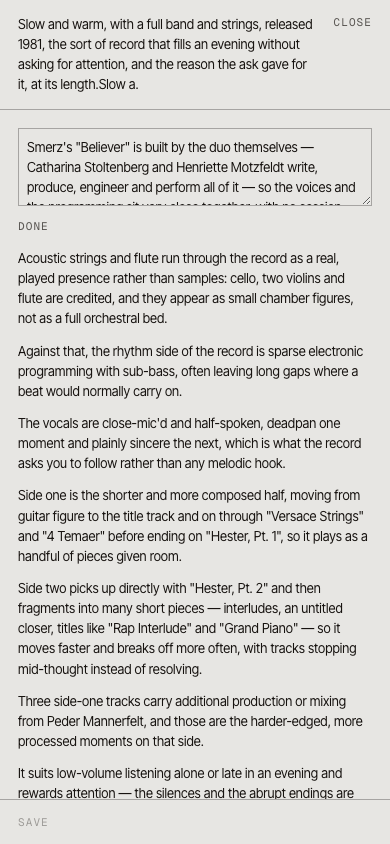 Slow and warm, with a full band and strings, released
CLOSE
1981, the sort of record that fills an evening without
asking for attention, and the reason the ask gave for
it, at its length.Slow a.
Smerz's "Believer" is built by the duo themselves —
Catharina Stoltenberg and Henriette Motzfeldt write,
produce, engineer and perform all of it — so the voices and
the programming sit very close together, with no session
DONE
Acoustic strings and flute run through the record as a real,
played presence rather than samples: cello, two violins and
flute are credited, and they appear as small chamber figures,
not as a full orchestral bed.
Against that, the rhythm side of the record is sparse electronic
programming with sub-bass, often leaving long gaps where a
beat would normally carry on.
The vocals are close-mic'd and half-spoken, deadpan one
moment and plainly sincere the next, which is what the record
asks you to follow rather than any melodic hook.
Side one is the shorter and more composed half, moving from
guitar figure to the title track and on through "Versace Strings"
and "4 Temaer" before ending on "Hester, Pt. 1", so it plays as a
handful of pieces given room.
Side two picks up directly with "Hester, Pt. 2" and then
fragments into many short pieces — interludes, an untitled
closer, titles like "Rap Interlude" and "Grand Piano" — so it
moves faster and breaks off more often, with tracks stopping
mid-thought instead of resolving.
Three side-one tracks carry additional production or mixing
from Peder Mannerfelt, and those are the harder-edged, more
processed moments on that side.
It suits low-volume listening alone or late in an evening and
rewards attention — the silences and the abrupt endings are
SAVE